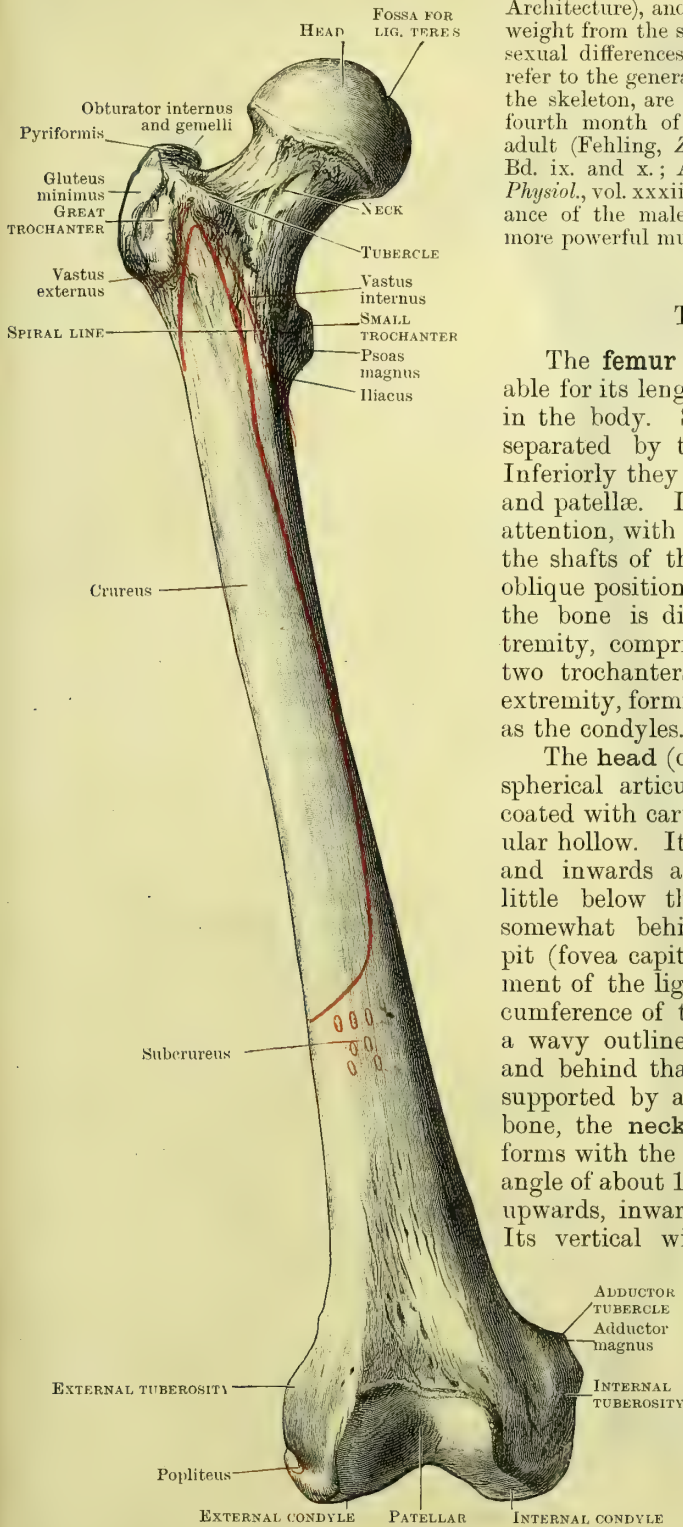 FOSSA FOR
LIG. TERES
HEAD
Obturator internus
and gemelli
Pyriformis
Gluteus
minimus
GREAT
TROCHANTER
NECK
TUBERCLE
Vastus
externus
Vastus
internus
SPIRAL LINE
SMALL
TROCHANTER
Psoas
magnus
Iliacus
Crureus
Subcrureus
ADDUCTOR
TUBERCLE
Adductor
magnus
EXTERNAL TUBEROSITY
INTERNAL
TUBEROSITY
Popliteus
EXTERNAL CONDYLE
PATELLAR
INTERNAL CONDYLE
Architecture), and
weight from the s
sexual differences
refer to the genera
the skeleton, are
fourth month of
adult (Fehling,
Bd. ix. and x.;
Physiol., vol. xxxii
ance of the male
more powerful mu
T
The femur
able for its leng
in the body.
separated by t
Inferiorly they
and patellæ. I
attention, with
the shafts of th
oblique position
the bone is di
tremity, compri
two trochanter
extremity, form
as the condyles.
The head (c
spherical articu
coated with car
ular hollow. It
and inwards a
little below th
somewhat behi
pit (fovea capit
ment of the lig
cumference of t
a wavy outline
and behind tha
supported by a
bone, the neck
forms with the
angle of about 1
upwards, inwar
Its vertical wi